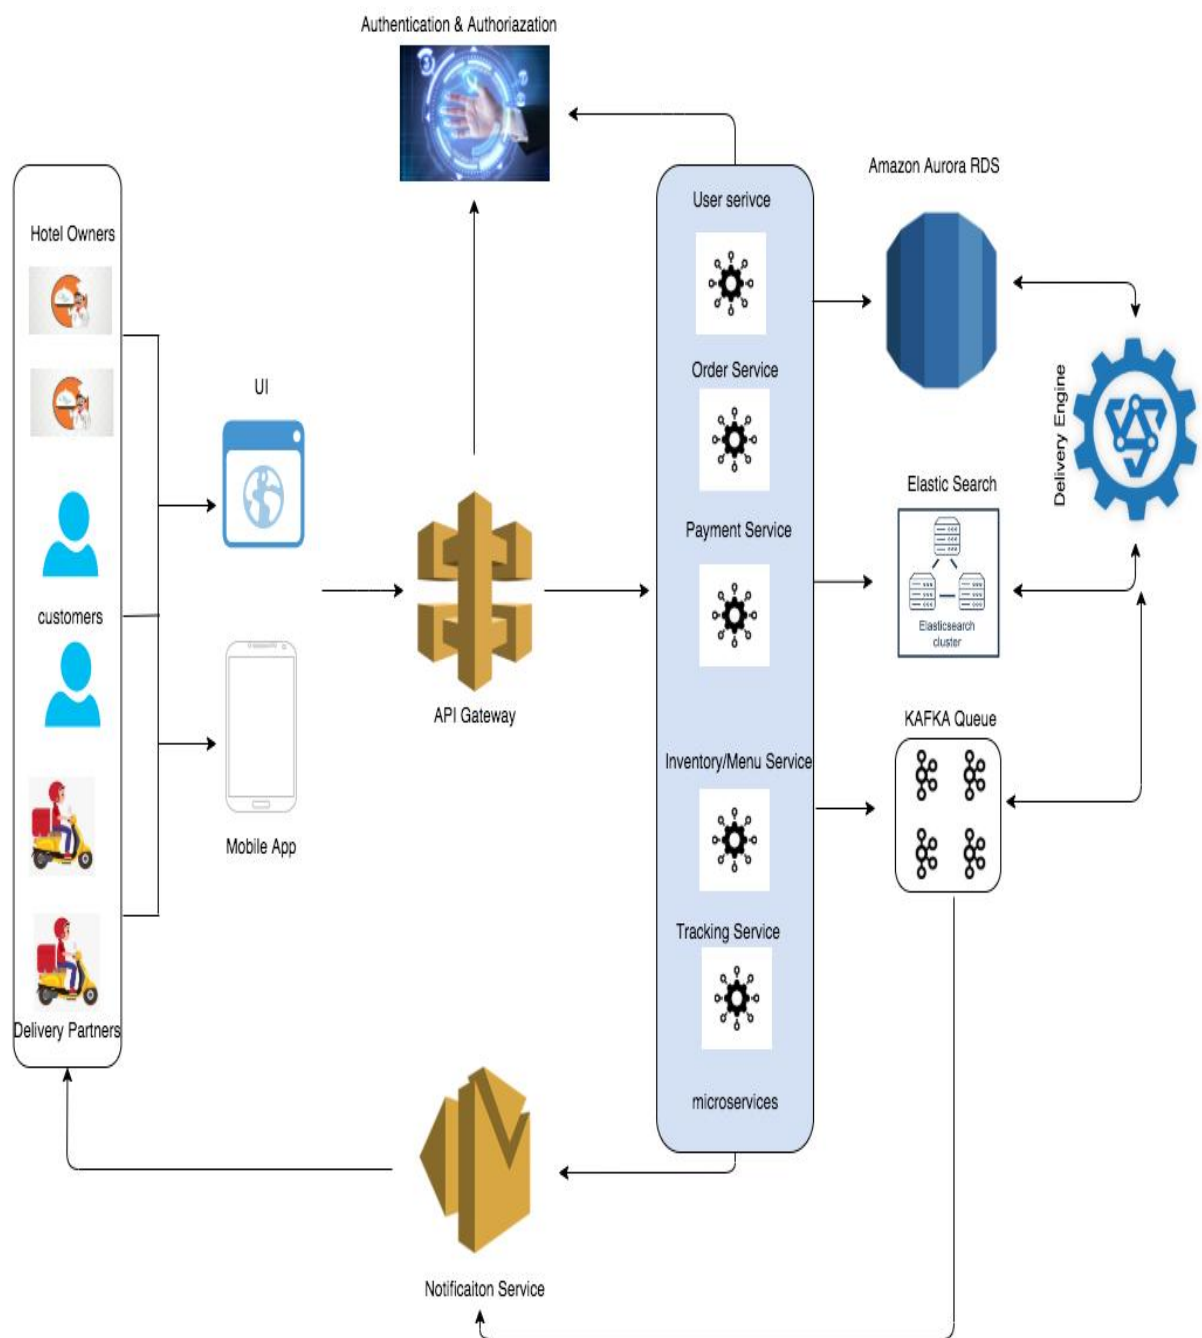 Authentication & Authoriazation
Amazon Aurora RDS
User serivce
Hotel Owners
Order Service
UI
Delivery Engine
Elastic Search
Payment Service
customers
Elasticsearch
cluster
API Gateway
KAFKA Queue
Inventory/Menu Service
Mobile App
Tracking Service
Delivery Partners
microservices
Notificaiton Service